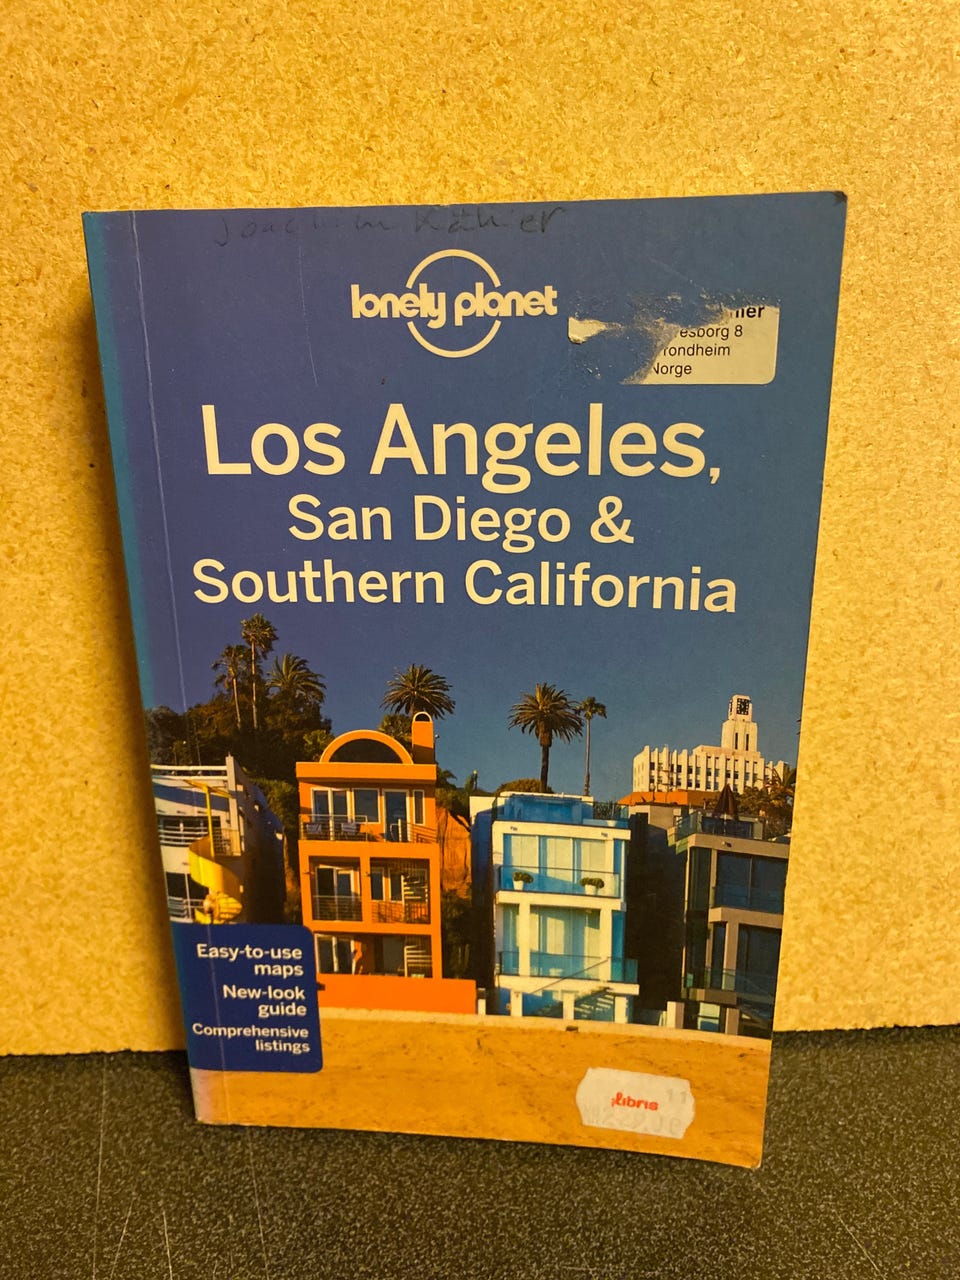 Joachim
lonely planet
Norge
Los Angeles,
San Diego &
Southern California
Easy-to-use
maps
New-look
guide
Comprehensive
listings
libris